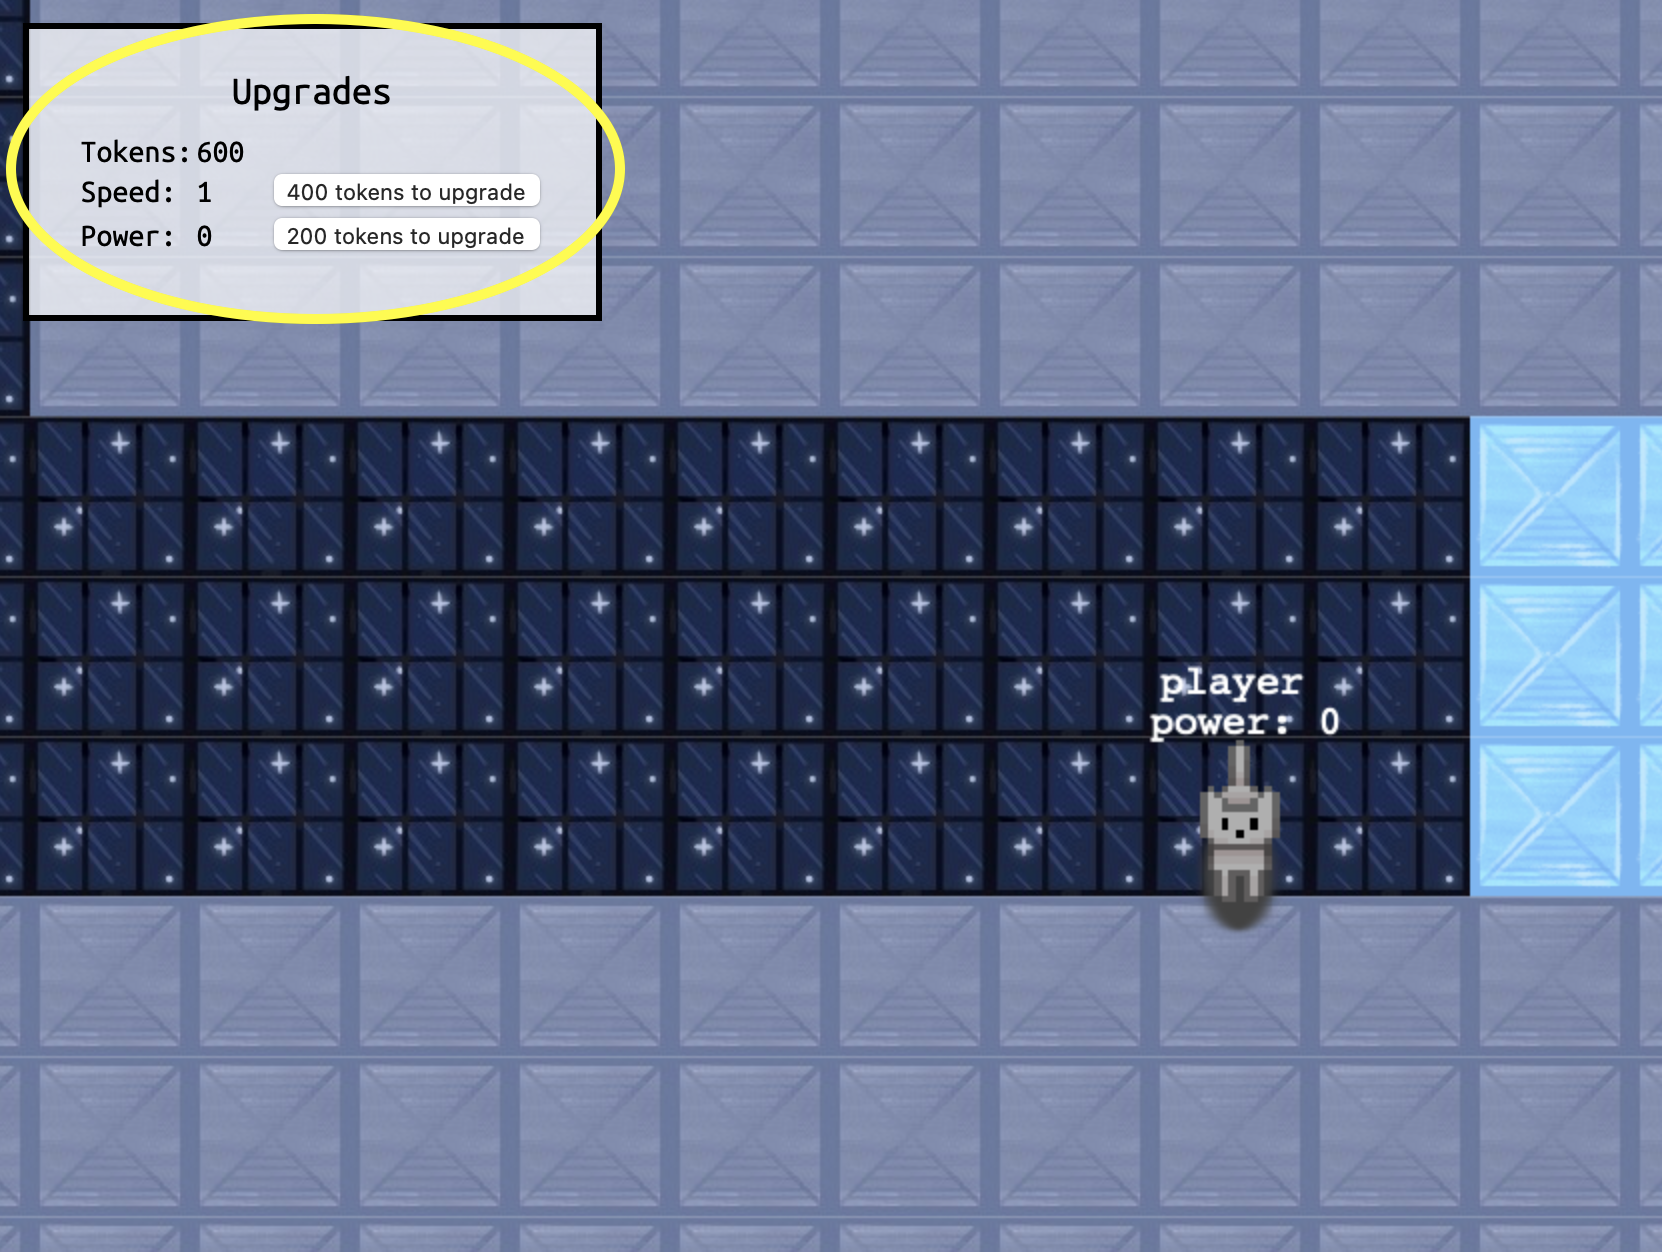 Upgrades
Tokens: 600
Speed: 1 400 tokens to upgrade
Power: 0 200 tokens to upgrade
player
power: 0